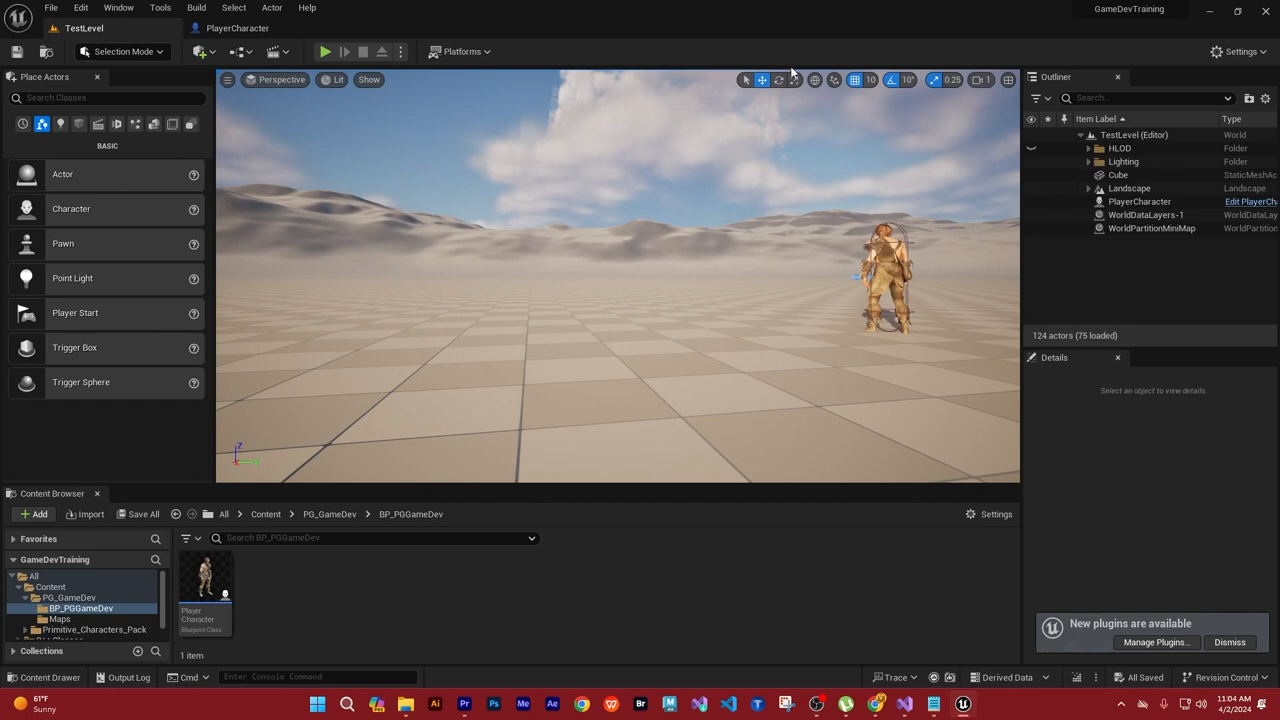 File Edit Window Tools Build Select Actor Help
GameDevTraining
TestLevel
PlayerCharacter
Selection Mode
Platforms
Settings
Place Actors
Search Classes
BASIC
Actor
Character
Pawn
Point Light
Player Start
Trigger Box
Trigger Sphere
Perspective Lit Show
10 10° 0.25 1
Z
Outliner
Search...
Item Label Type
TestLevel (Editor) World
HLOD Folder
Lighting Folder
Cube StaticMeshAc
Landscape Landscape
PlayerCharacter Edit PlayerCh
WorldDataLayers-1 WorldDataLay
WorldPartitionMiniMap WorldPartition
124 actors (75 loaded)
Details
Select an object to view details.
Content Browser
Add Import Save All All Content PG_GameDev BP_PGGameDev Settings
Favorites
GameDevTraining
All
Content
PG_GameDev
BP_PGGameDev
Maps
Primitive_Characters_Pack
Collections
Search BP_PGGameDev
Player
Character
Blueprint Class
1 item
New plugins are available
Manage Plugins... Dismiss
Content Drawer Output Log Cmd Enter Console Command Trace Derived Data All Saved Revision Control
61°F
Sunny
11:04 AM
4/2/2024